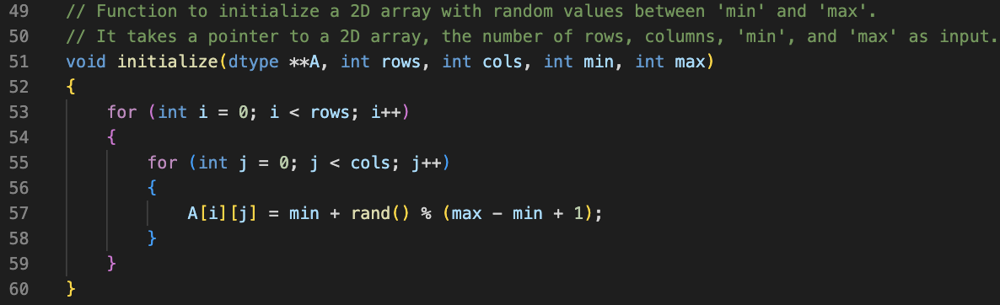 49 // Function to initialize a 2D array with random values between 'min' and 'max'.
50 // It takes a pointer to a 2D array, the number of rows, columns, 'min', and 'max' as input.
51 void initialize(dtype **A, int rows, int cols, int min, int max)
52 {
53     for (int i = 0; i < rows; i++)
54     {
55         for (int j = 0; j < cols; j++)
56         {
57             A[i][j] = min + rand() % (max - min + 1);
58         }
59     }
60 }